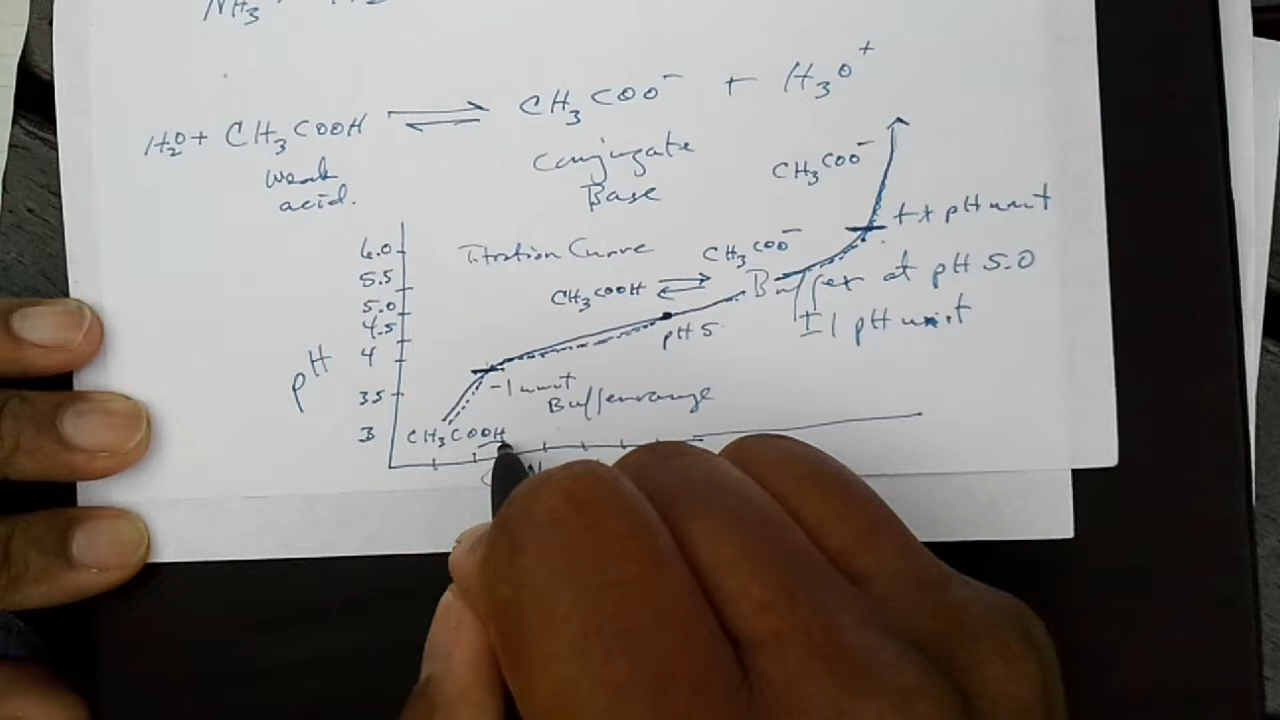 NH3
H2O + CH3COOH ⇌ CH3COO⁻ + H3O⁺
weak acid.
Conjugate Base
CH3COO⁻
6.0
5.5
5.0
4.5
4
3.5
3
pH
Titration Curve
CH3COOH ⇌ CH3COO⁻
pH unit
Buffer at pH 5.0
± 1 pH unit
pH 5
-1 unit
Buffer range
CH3COOH